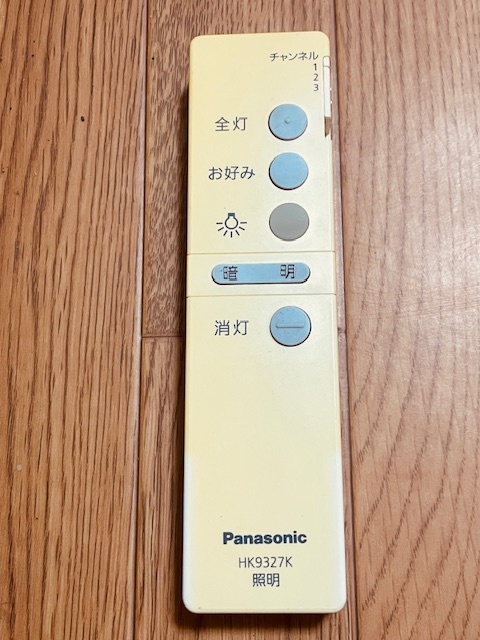 チャンネル
1
2
3
全灯
お好み
暗 明
消灯
Panasonic
HK9327K
照明